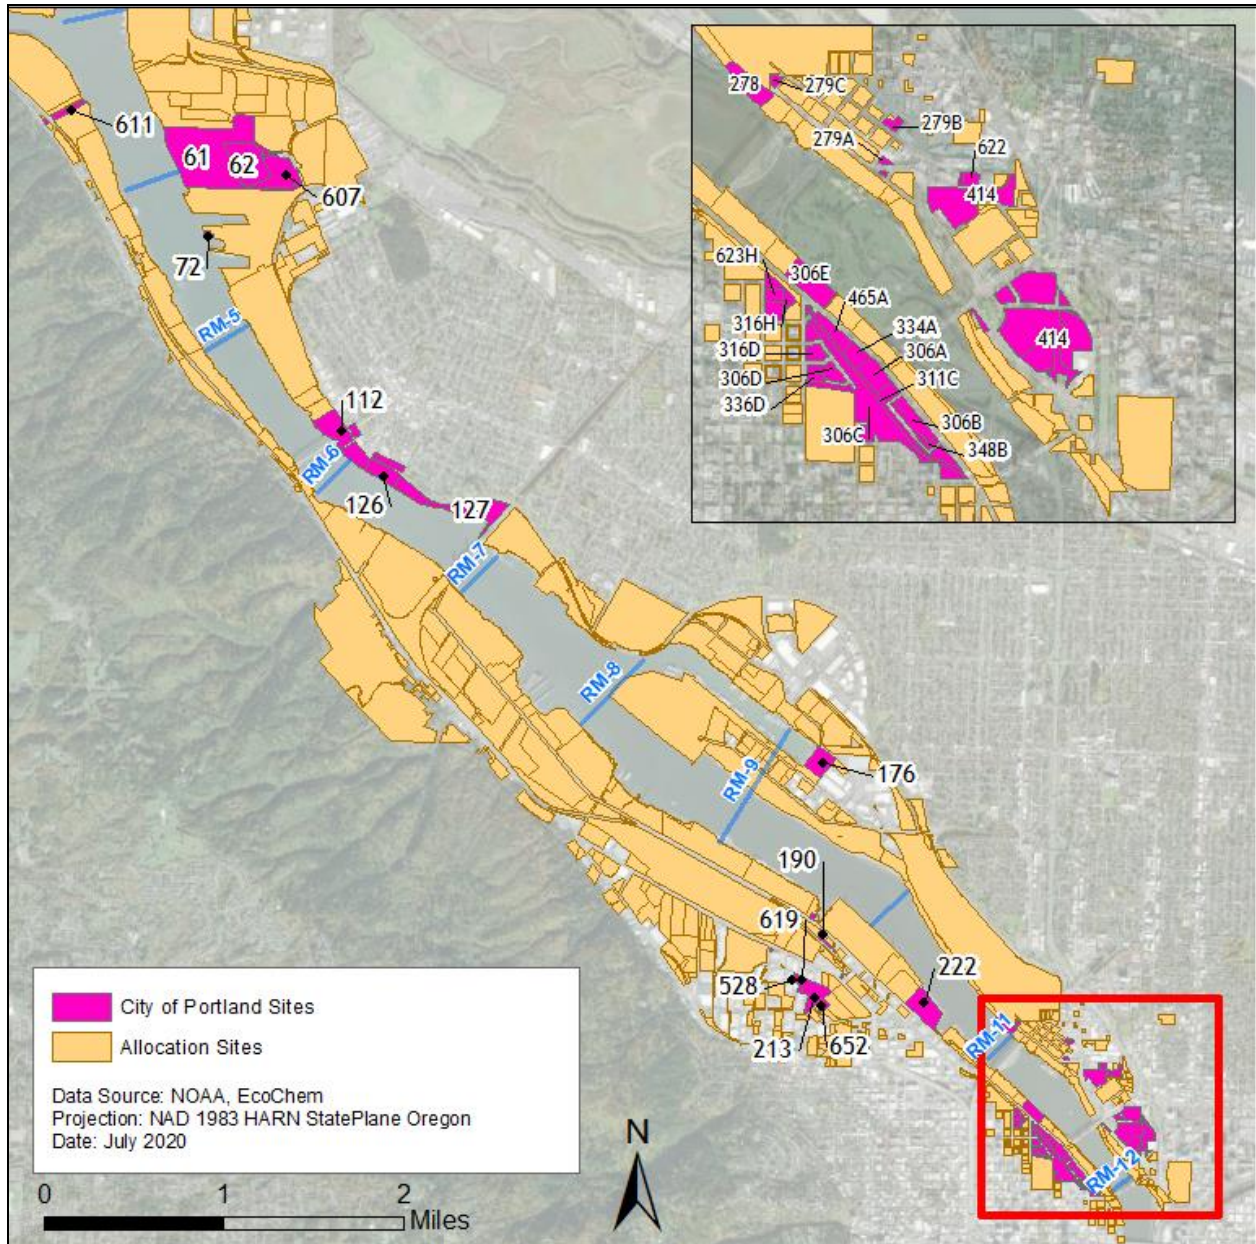 611
61
62
607
72
RM-5
112
RM-6
126
127
RM-7
RM-8
RM-9
176
190
619
528
213
652
222
RM-11
RM-12
278
279C
279B
279A
622
414
623H
306E
465A
316H
334A
316D
306A
306D
311C
336D
306C
306B
348B
414
City of Portland Sites
Allocation Sites
Data Source: NOAA, EcoChem
Projection: NAD 1983 HARN StatePlane Oregon
Date: July 2020
N
0 1 2
Miles